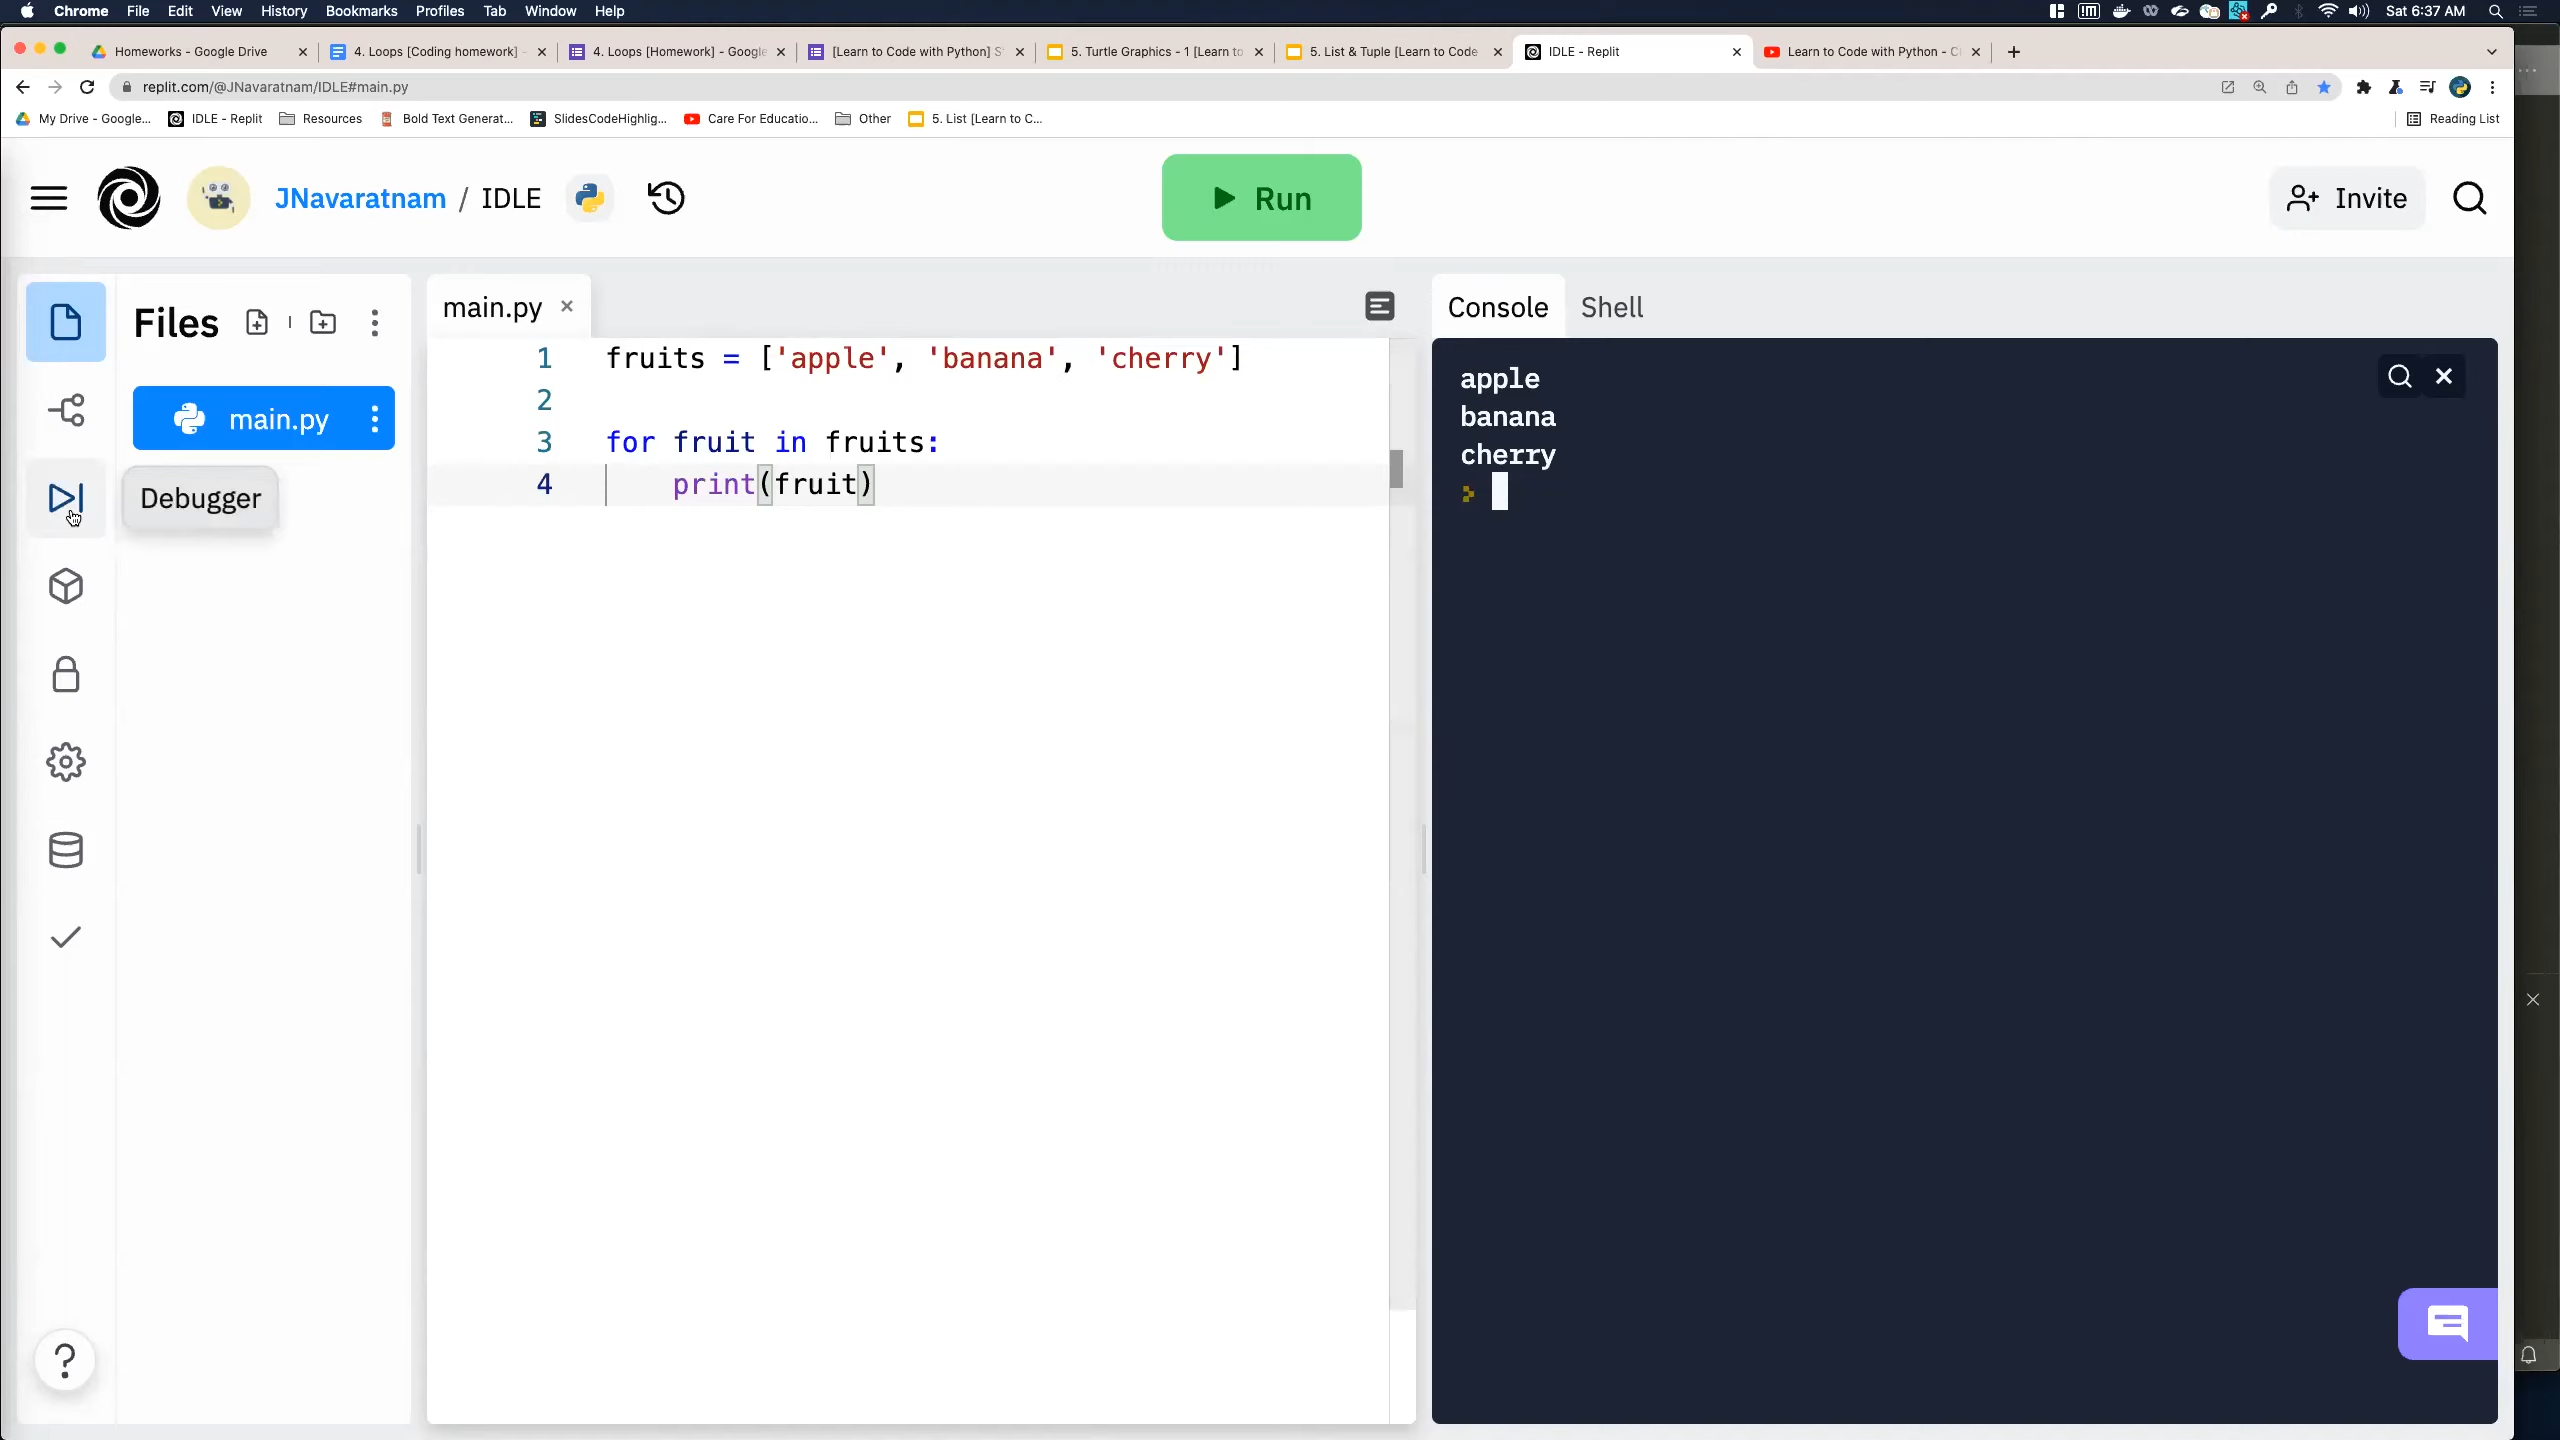 Chrome File Edit View History Bookmarks Profiles Tab Window Help Sat 6:37 AM
Homeworks - Google Drive
4. Loops [Coding homework] -
4. Loops [Homework] - Google
[Learn to Code with Python] S
5. Turtle Graphics - 1 [Learn to
5. List & Tuple [Learn to Code
IDLE - Replit
Learn to Code with Python - C
replit.com/@JNavaratnam/IDLE#main.py
My Drive - Google... IDLE - Replit Resources Bold Text Generat... SlidesCodeHighlig... Care For Educatio... Other 5. List [Learn to C... Reading List
JNavaratnam / IDLE
Run
Invite
Files
main.py
Debugger
main.py
1 fruits = ['apple', 'banana', 'cherry']
2
3 for fruit in fruits:
4 print(fruit)
Console Shell
apple
banana
cherry